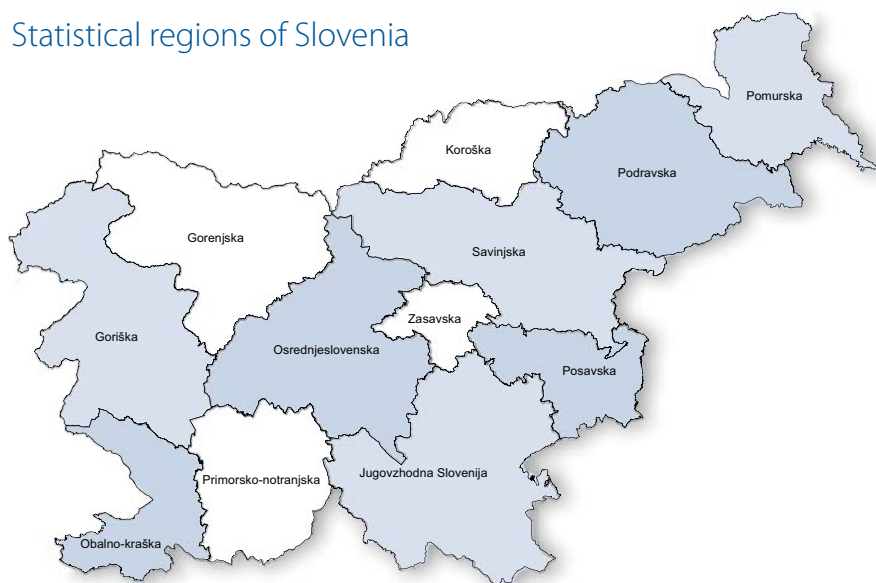 Statistical regions of Slovenia
Pomurska
Koroška
Podravska
Gorenjska
Savinjska
Zasavska
Goriška
Osrednjeslovenska
Posavska
Primorsko-notranjska
Jugovzhodna Slovenija
Obalno-kraška